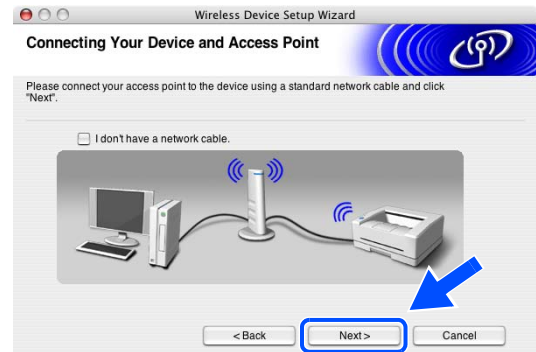 Wireless Device Setup Wizard
Connecting Your Device and Access Point
Please connect your access point to the device using a standard network cable and click
"Next".
I don't have a network cable.
< Back Next > Cancel